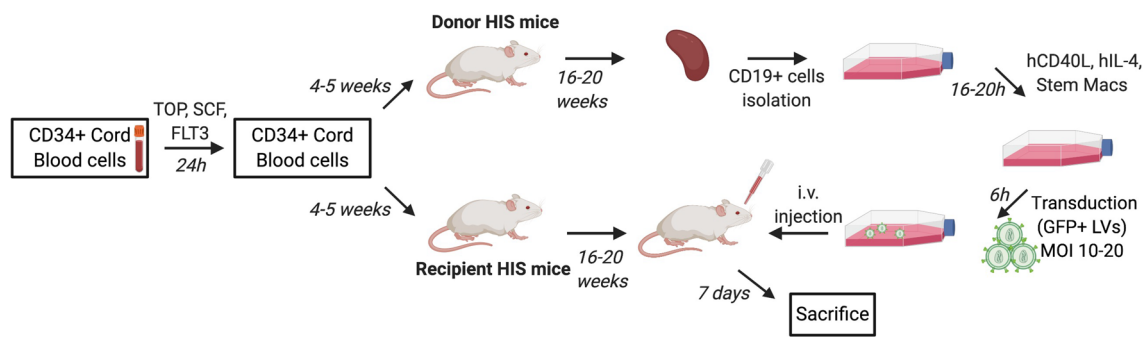 Donor HIS mice
4-5 weeks
16-20
weeks
CD19+ cells
isolation
16-20h
hCD40L, hIL-4,
Stem Macs
CD34+ Cord
Blood cells
TOP, SCF,
FLT3
24h
CD34+ Cord
Blood cells
6h
Transduction
(GFP+ LVs)
MOI 10-20
i.v.
injection
4-5 weeks
Recipient HIS mice
16-20
weeks
7 days
Sacrifice